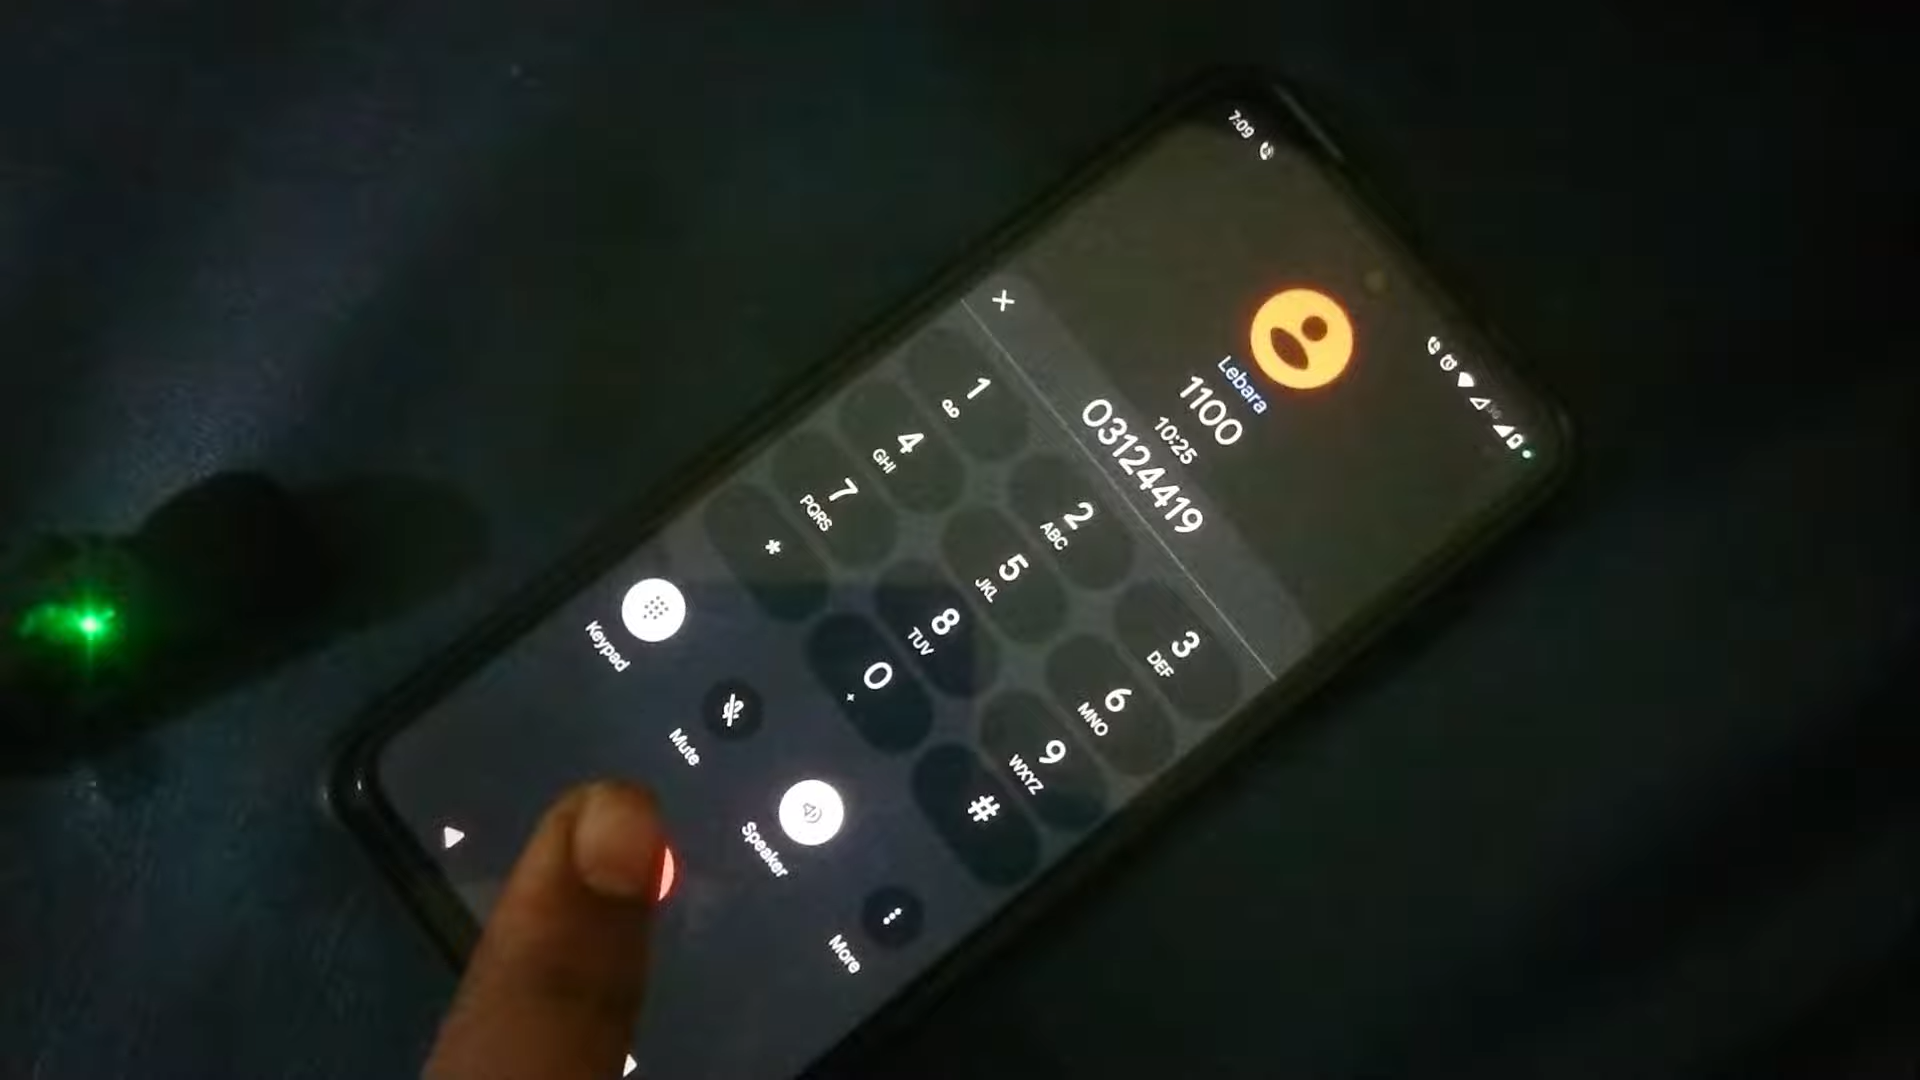 7:09
Lebara
1100
10:25
03124419
1
2 ABC
3 DEF
4 GHI
5 JKL
6 MNO
7 PQRS
8 TUV
9 WXYZ
*
0 +
#
Keypad
Mute
Speaker
More